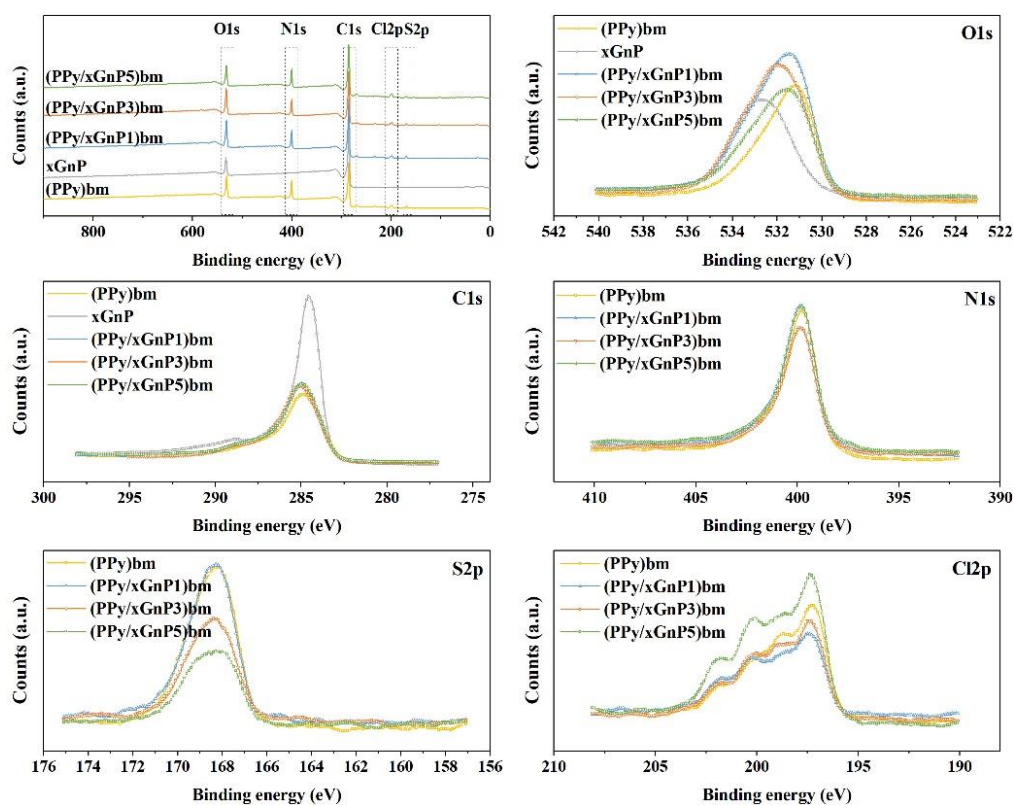 O1s N1s C1s Cl2p S2p
(PPy/xGnP5)bm
(PPy/xGnP3)bm
(PPy/xGnP1)bm
xGnP
(PPy)bm
Counts (a.u.)
800 600 400 200 0
Binding energy (eV)
O1s
(PPy)bm
xGnP
(PPy/xGnP1)bm
(PPy/xGnP3)bm
(PPy/xGnP5)bm
Counts (a.u.)
542 540 538 536 534 532 530 528 526 524 522
Binding energy (eV)
C1s
(PPy)bm
xGnP
(PPy/xGnP1)bm
(PPy/xGnP3)bm
(PPy/xGnP5)bm
Counts (a.u.)
300 295 290 285 280 275
Binding energy (eV)
N1s
(PPy)bm
(PPy/xGnP1)bm
(PPy/xGnP3)bm
(PPy/xGnP5)bm
Counts (a.u.)
410 405 400 395 390
Binding energy (eV)
S2p
(PPy)bm
(PPy/xGnP1)bm
(PPy/xGnP3)bm
(PPy/xGnP5)bm
Counts (a.u.)
176 174 172 170 168 166 164 162 160 158 156
Binding energy (eV)
Cl2p
(PPy)bm
(PPy/xGnP1)bm
(PPy/xGnP3)bm
(PPy/xGnP5)bm
Counts (a.u.)
210 205 200 195 190
Binding energy (eV)